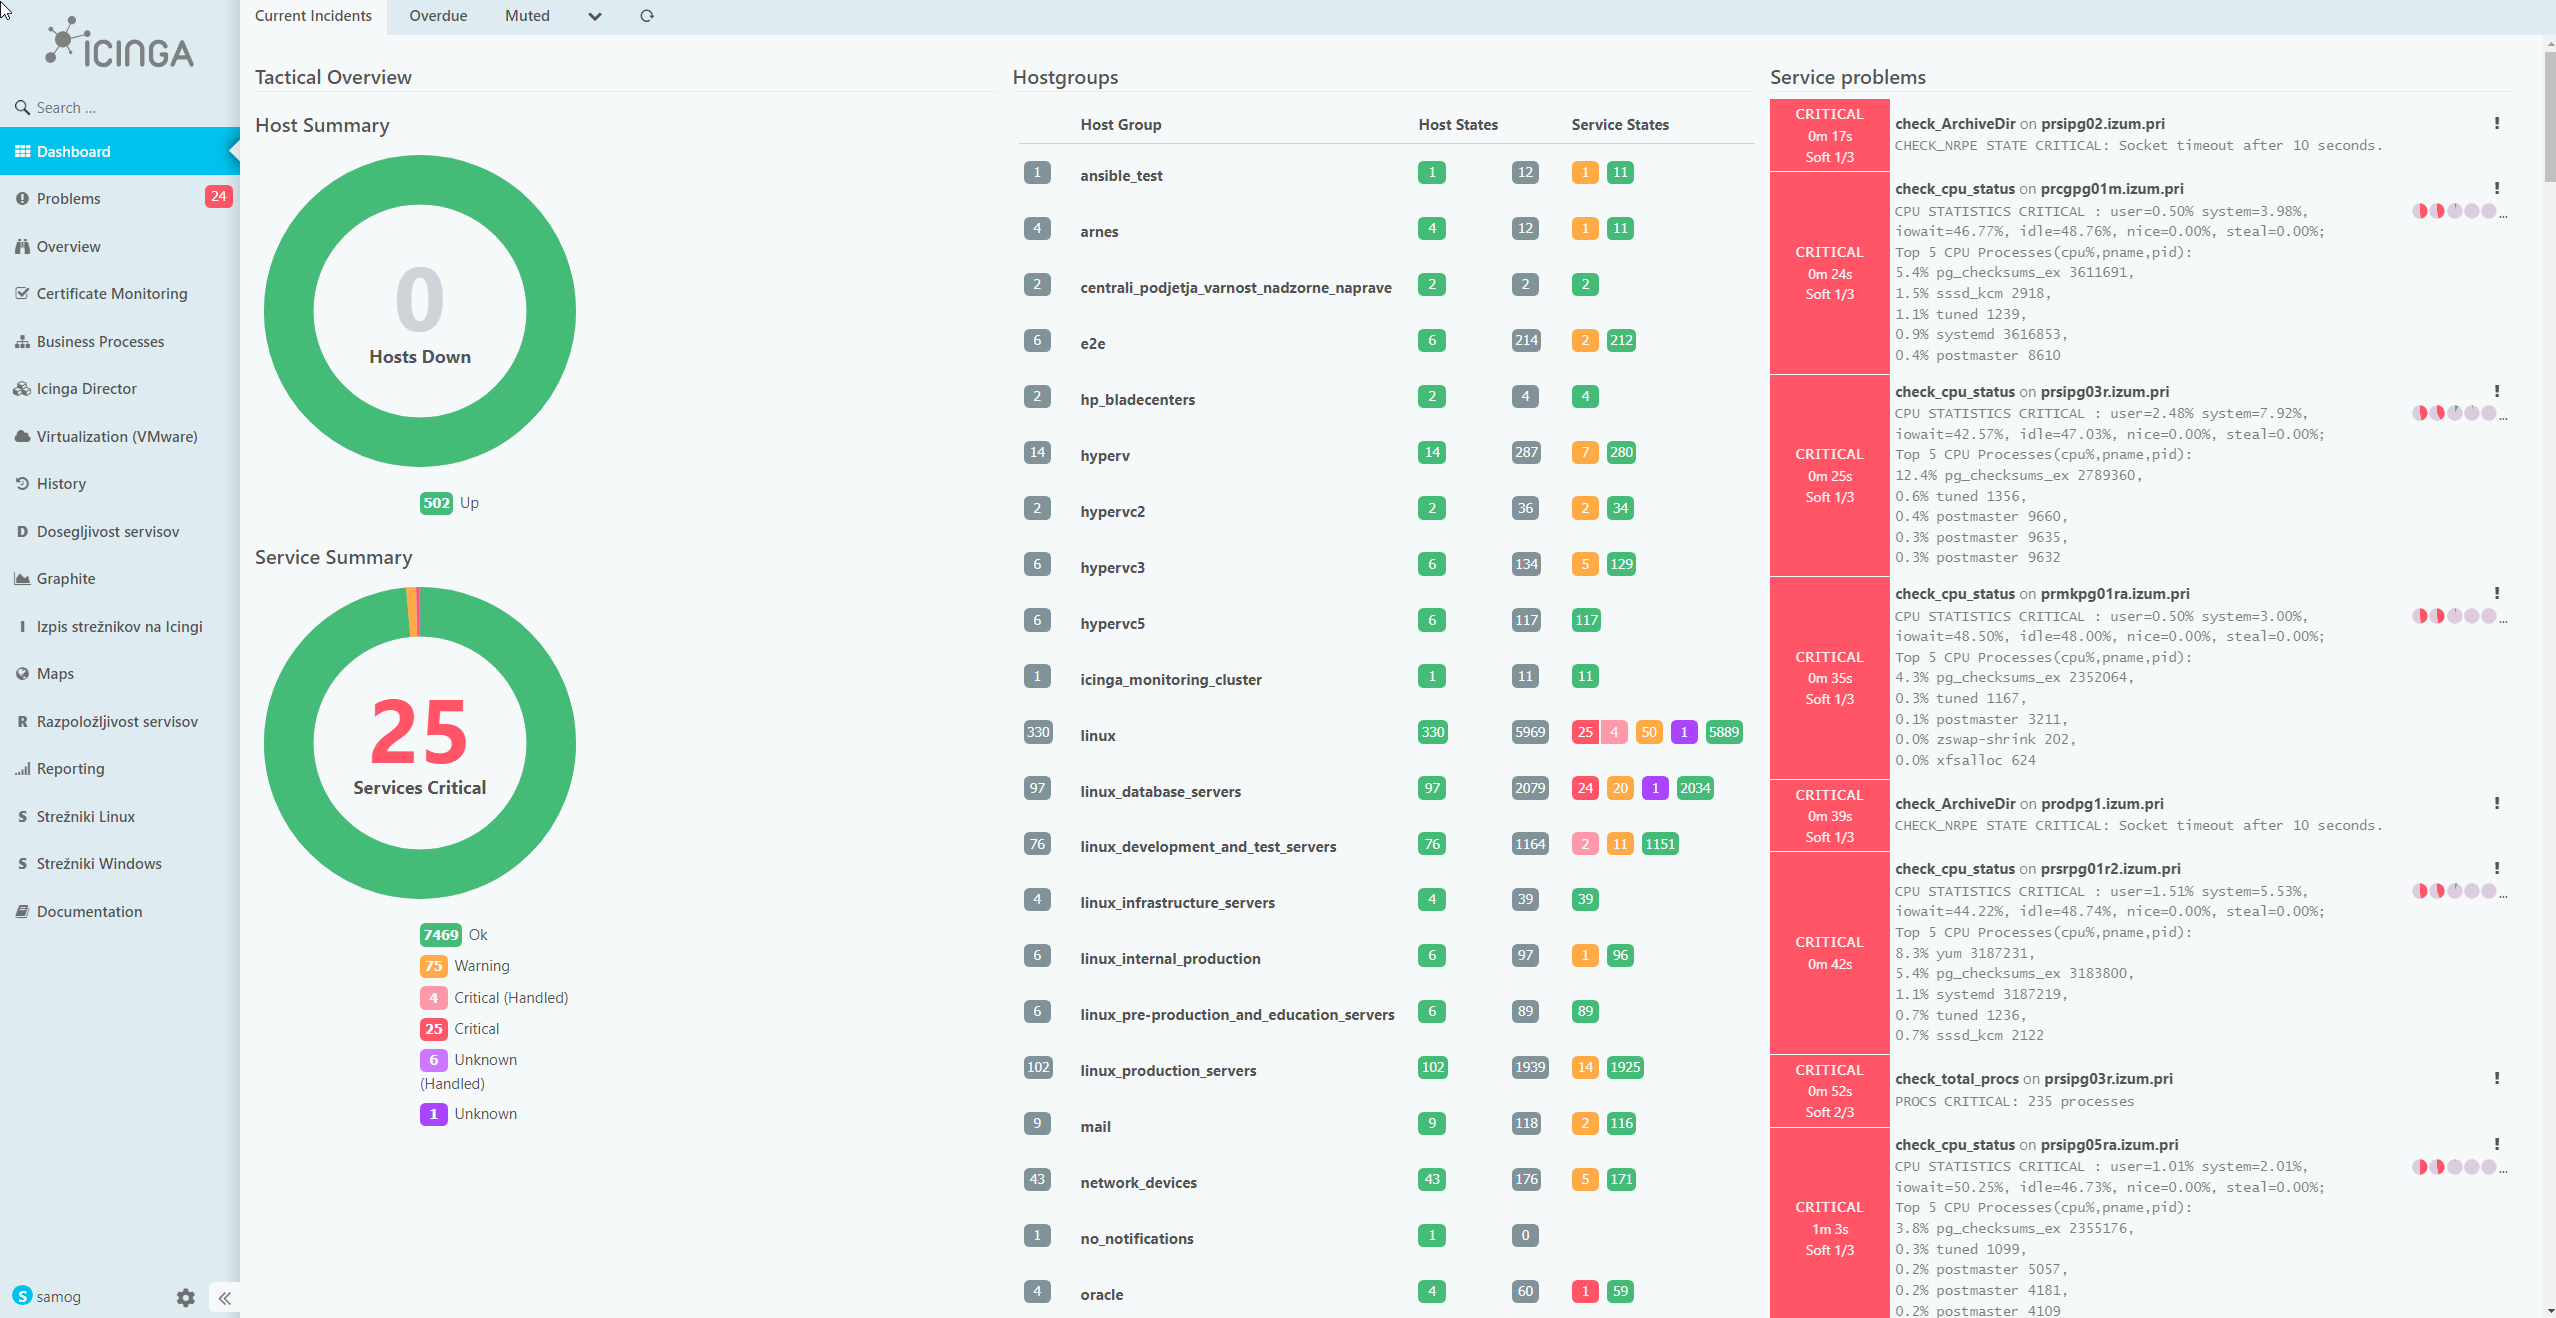 ICINGA
Search ...
Dashboard
Problems 24
Overview
Certificate Monitoring
Business Processes
Icinga Director
Virtualization (VMware)
History
D Dosegljivost servisov
Graphite
I Izpis strežnikov na Icingi
Maps
R Razpoložljivost servisov
Reporting
S Strežniki Linux
S Strežniki Windows
Documentation
S samog
Current Incidents Overdue Muted
Tactical Overview
Host Summary
0
Hosts Down
502 Up
Service Summary
25
Services Critical
7469 Ok
75 Warning
4 Critical (Handled)
25 Critical
6 Unknown
(Handled)
1 Unknown
Hostgroups
Host Group Host States Service States
1 ansible_test 1 12 1 11
4 arnes 4 12 1 11
2 centrali_podjetja_varnost_nadzorne_naprave 2 2 2
6 e2e 6 214 2 212
2 hp_bladecenters 2 4 4
14 hyperv 14 287 7 280
2 hypervc2 2 36 2 34
6 hypervc3 6 134 5 129
6 hypervc5 6 117 117
1 icinga_monitoring_cluster 1 11 11
330 linux 330 5969 25 4 50 1 5889
97 linux_database_servers 97 2079 24 20 1 2034
76 linux_development_and_test_servers 76 1164 2 11 1151
4 linux_infrastructure_servers 4 39 39
6 linux_internal_production 6 97 1 96
6 linux_pre-production_and_education_servers 6 89 89
102 linux_production_servers 102 1939 14 1925
9 mail 9 118 2 116
43 network_devices 43 176 5 171
1 no_notifications 1 0
4 oracle 4 60 1 59
Service problems
CRITICAL
0m 17s
Soft 1/3
check_ArchiveDir on prsipg02.izum.pri
CHECK_NRPE STATE CRITICAL: Socket timeout after 10 seconds.
CRITICAL
0m 24s
Soft 1/3
check_cpu_status on prcgpg01m.izum.pri
CPU STATISTICS CRITICAL : user=0.50% system=3.98%,
iowait=46.77%, idle=48.76%, nice=0.00%, steal=0.00%;
Top 5 CPU Processes(cpu%,pname,pid):
5.4% pg_checksums_ex 3611691,
1.5% sssd_kcm 2918,
1.1% tuned 1239,
0.9% systemd 3616853,
0.4% postmaster 8610
...
CRITICAL
0m 25s
Soft 1/3
check_cpu_status on prsipg03r.izum.pri
CPU STATISTICS CRITICAL : user=2.48% system=7.92%,
iowait=42.57%, idle=47.03%, nice=0.00%, steal=0.00%;
Top 5 CPU Processes(cpu%,pname,pid):
12.4% pg_checksums_ex 2789360,
0.6% tuned 1356,
0.4% postmaster 9660,
0.3% postmaster 9635,
0.3% postmaster 9632
...
CRITICAL
0m 35s
Soft 1/3
check_cpu_status on prmkpg01ra.izum.pri
CPU STATISTICS CRITICAL : user=0.50% system=3.00%,
iowait=48.50%, idle=48.00%, nice=0.00%, steal=0.00%;
Top 5 CPU Processes(cpu%,pname,pid):
4.3% pg_checksums_ex 2352064,
0.3% tuned 1167,
0.1% postmaster 3211,
0.0% zswap-shrink 202,
0.0% xfsalloc 624
...
CRITICAL
0m 39s
Soft 1/3
check_ArchiveDir on prodpg1.izum.pri
CHECK_NRPE STATE CRITICAL: Socket timeout after 10 seconds.
CRITICAL
0m 42s
check_cpu_status on prsrpg01r2.izum.pri
CPU STATISTICS CRITICAL : user=1.51% system=5.53%,
iowait=44.22%, idle=48.74%, nice=0.00%, steal=0.00%;
Top 5 CPU Processes(cpu%,pname,pid):
8.3% yum 3187231,
5.4% pg_checksums_ex 3183800,
1.1% systemd 3187219,
0.7% tuned 1236,
0.7% sssd_kcm 2122
...
CRITICAL
0m 52s
Soft 2/3
check_total_procs on prsipg03r.izum.pri
PROCS CRITICAL: 235 processes
CRITICAL
1m 3s
Soft 1/3
check_cpu_status on prsipg05ra.izum.pri
CPU STATISTICS CRITICAL : user=1.01% system=2.01%,
iowait=50.25%, idle=46.73%, nice=0.00%, steal=0.00%;
Top 5 CPU Processes(cpu%,pname,pid):
3.8% pg_checksums_ex 2355176,
0.3% tuned 1099,
0.2% postmaster 5057,
0.2% postmaster 4181,
0.2% postmaster 4109
...